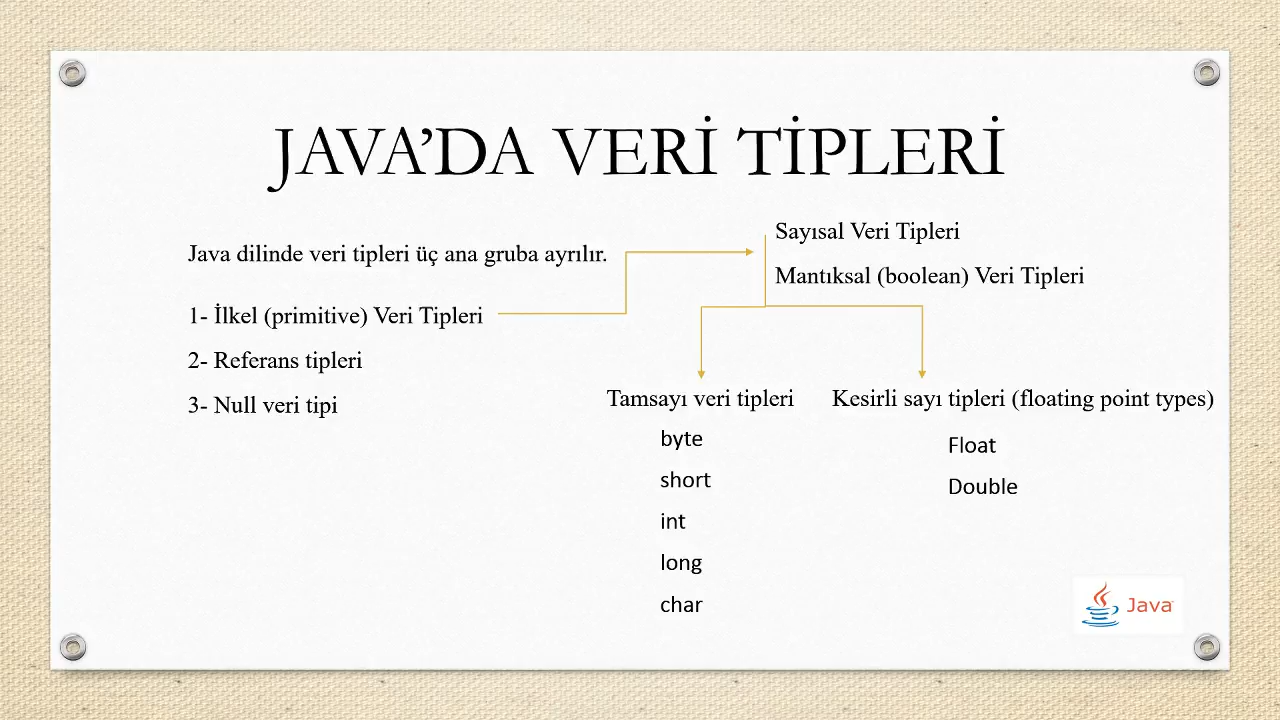 JAVA’DA VERİ TİPLERİ
Java dilinde veri tipleri üç ana gruba ayrılır.
1- İlkel (primitive) Veri Tipleri
2- Referans tipleri
3- Null veri tipi
Sayısal Veri Tipleri
Mantıksal (boolean) Veri Tipleri
Tamsayı veri tipleri
byte
short
int
long
char
Kesirli sayı tipleri (floating point types)
Float
Double
Java